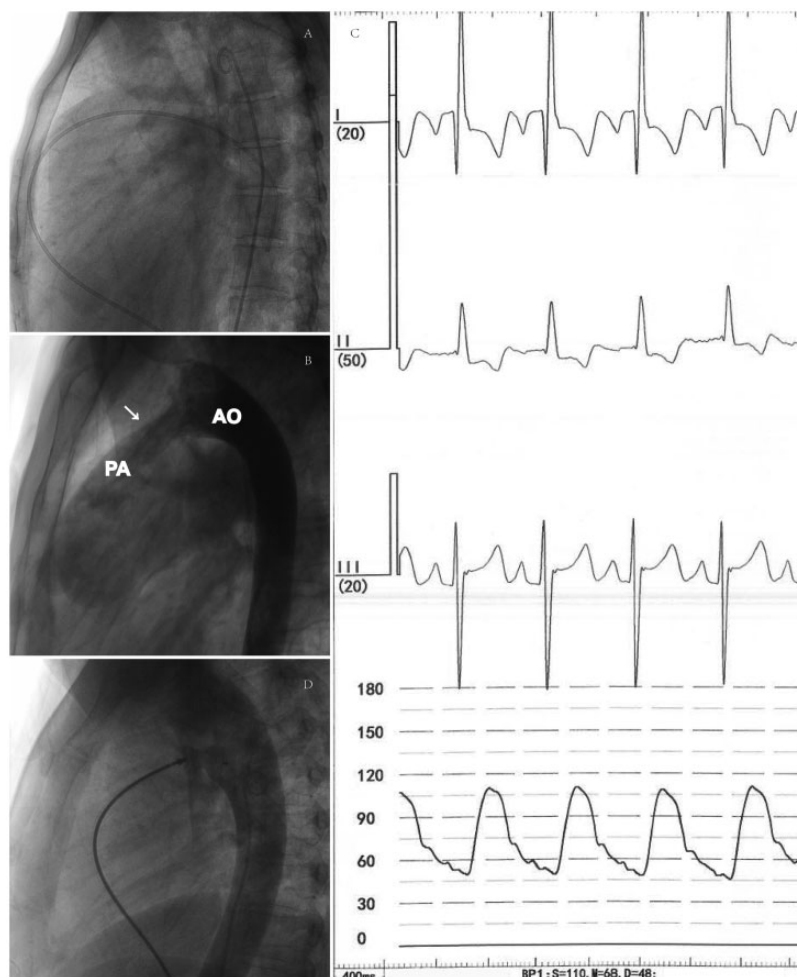 A
B
AO
PA
D
C
I
(20)
II
(50)
III
(20)
180
150
120
90
60
30
0
400ms
BP1: S=110, M=68, D=48;